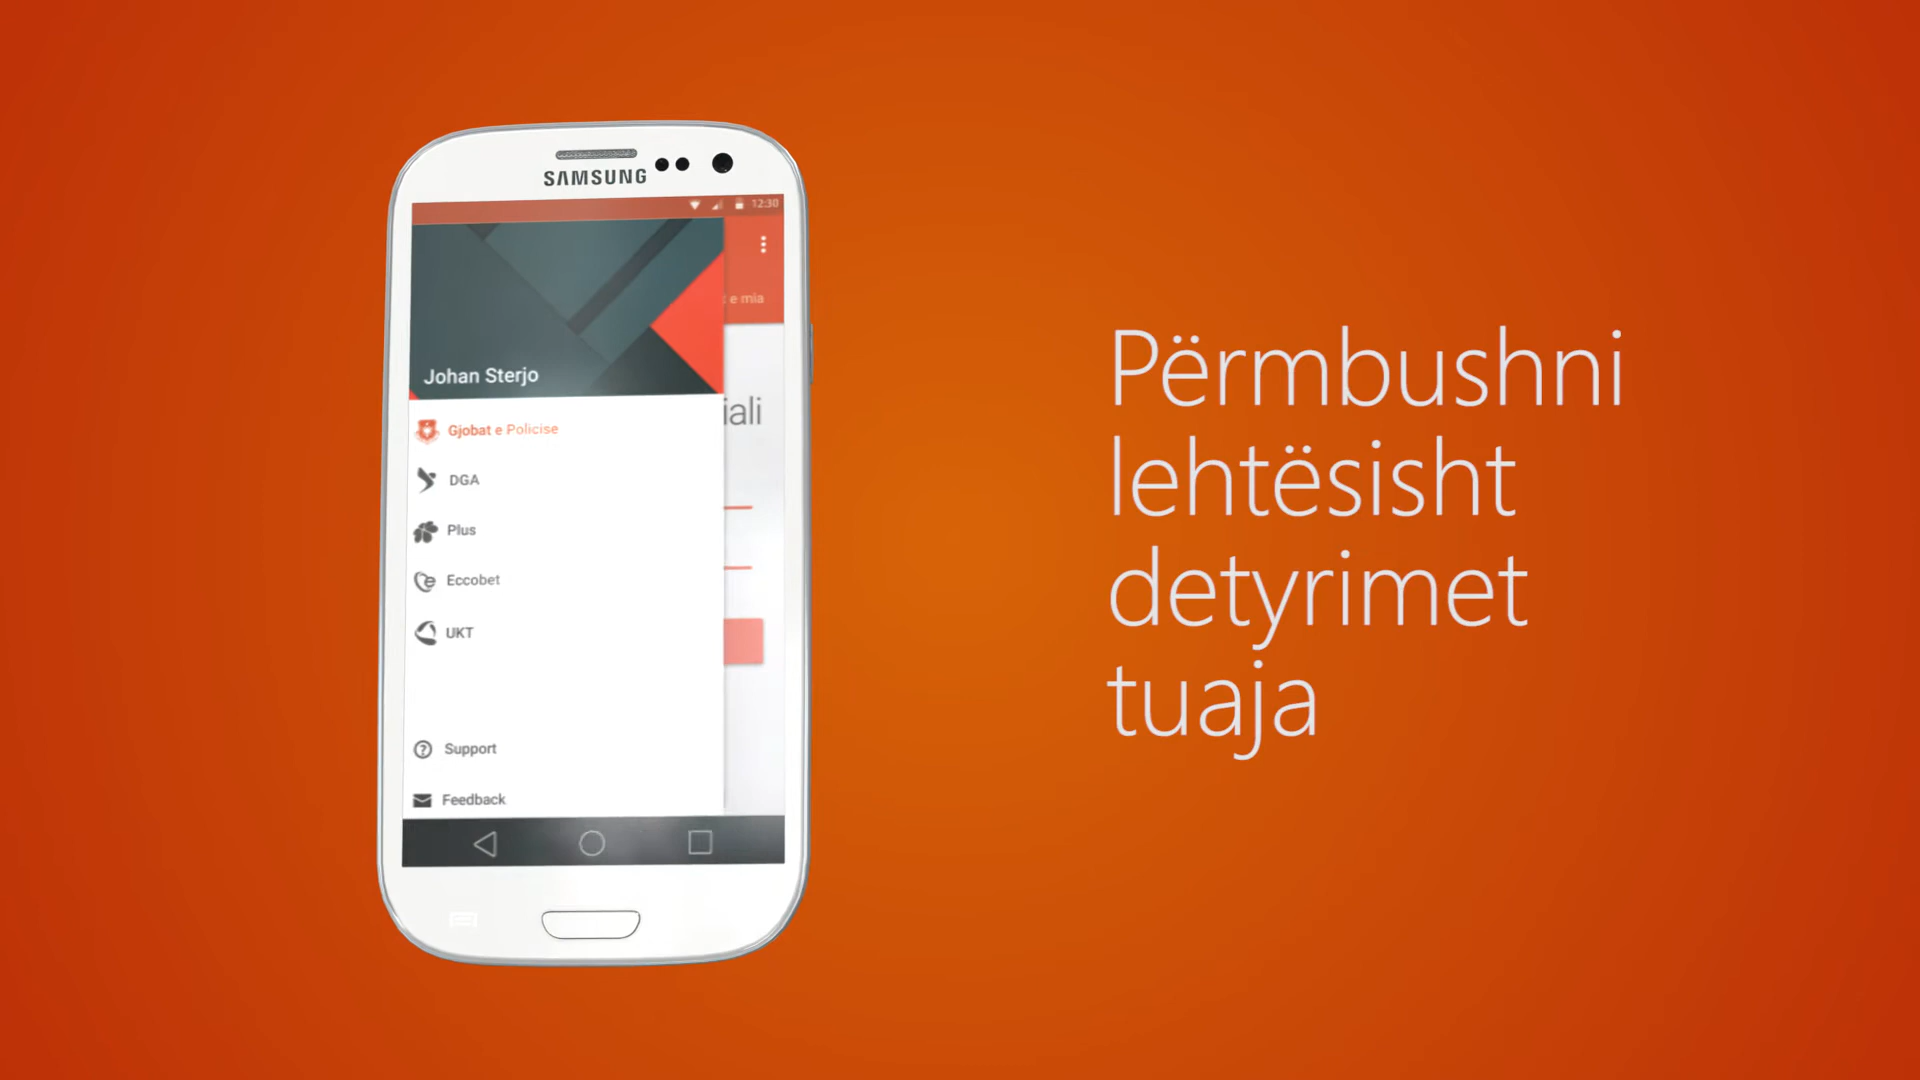 SAMSUNG
12:30
e mia
Johan Sterjo
iali
Gjobat e Policise
DGA
Plus
Eccobet
UKT
Support
Feedback
Përmbushni
lehtësisht
detyrimet
tuaja